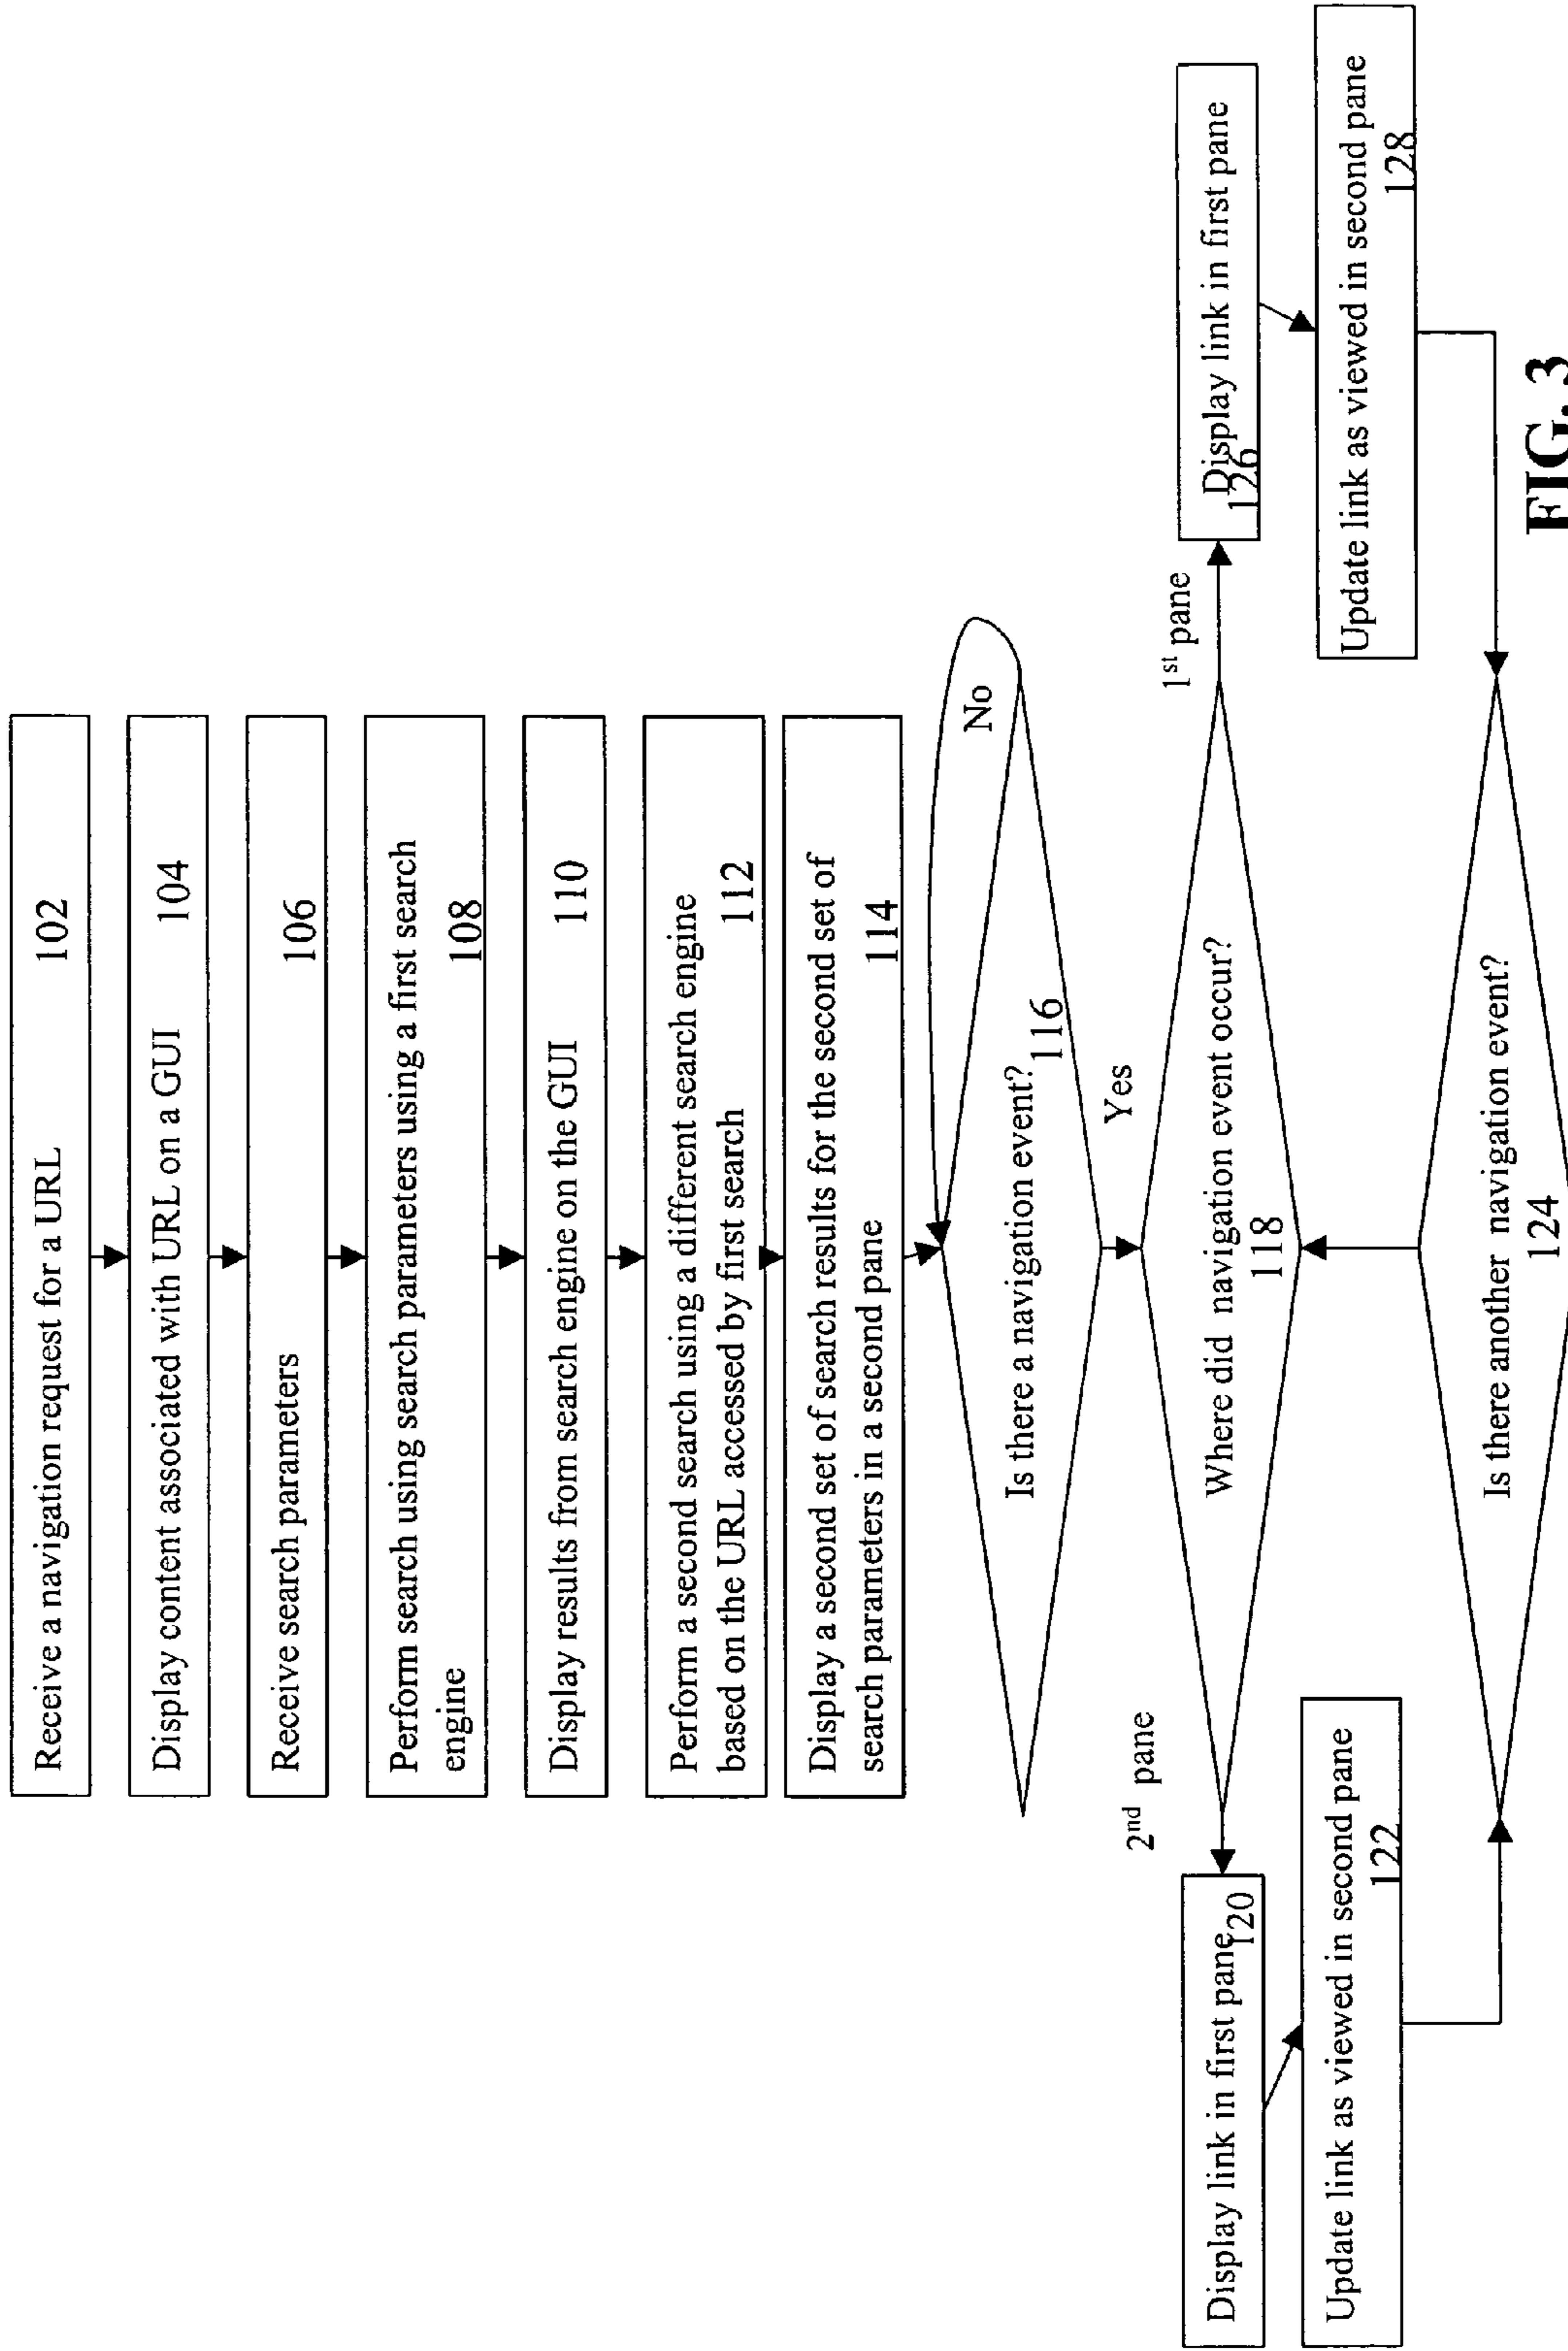 Receive a navigation request for a URL 102
Display content associated with URL on a GUI 104
Receive search parameters 106
Perform search using search parameters using a first search
engine 108
Display results from search engine on the GUI 110
Perform a second search using a different search engine
based on the URL accessed by first search 112
Display a second set of search results for the second set of
search parameters in a second pane 114
No
Is there a navigation event? 116
Yes
2nd pane
1st pane
Where did navigation event occur?
118
Display link in first pane
120
Update link as viewed in second pane
122
Display link in first pane
126
Update link as viewed in second pane
128
Is there another navigation event?
124
FIG. 3